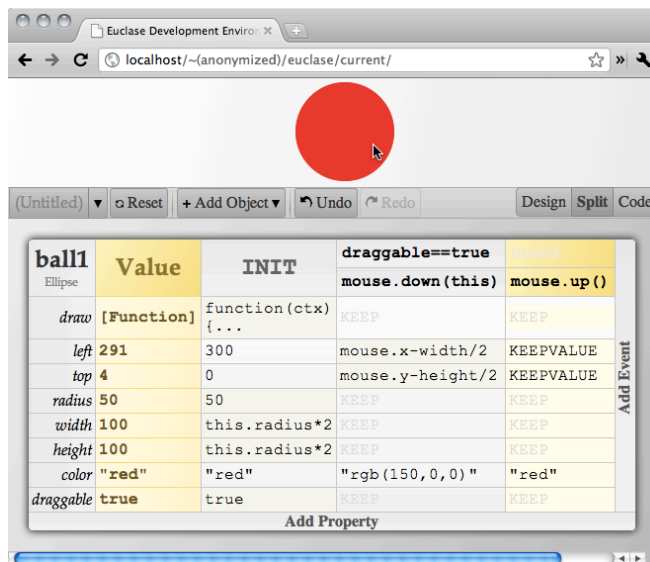 Euclase Development Environ
localhost/~(anonymized)/euclase/current/
»
(Untitled) ▼ Reset + Add Object ▼ Undo Redo Design Split Code
ball1
Ellipse
Value
INIT
draggable==true
mouse.down(this)
mouse.up()
draw [Function] function(ctx) KEEP KEEP
{...
left 291 300 mouse.x-width/2 KEEPVALUE
top 4 0 mouse.y-height/2 KEEPVALUE
radius 50 50 KEEP KEEP
width 100 this.radius*2 KEEP KEEP
height 100 this.radius*2 KEEP KEEP
color "red" "red" "rgb(150,0,0)" "red"
draggable true true KEEP KEEP
Add Event
Add Property